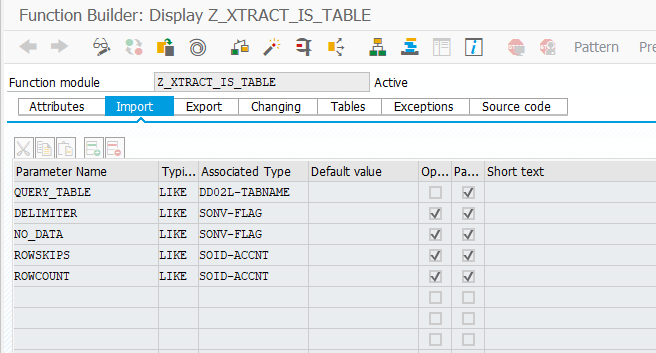 Function Builder: Display Z_XTRACT_IS_TABLE
Pattern Pre
Function module Z_XTRACT_IS_TABLE Active
Attributes Import Export Changing Tables Exceptions Source code
Parameter Name Typi... Associated Type Default value Op... Pa... Short text
QUERY_TABLE LIKE DD02L-TABNAME
DELIMITER LIKE SONV-FLAG
NO_DATA LIKE SONV-FLAG
ROWSKIPS LIKE SOID-ACCNT
ROWCOUNT LIKE SOID-ACCNT